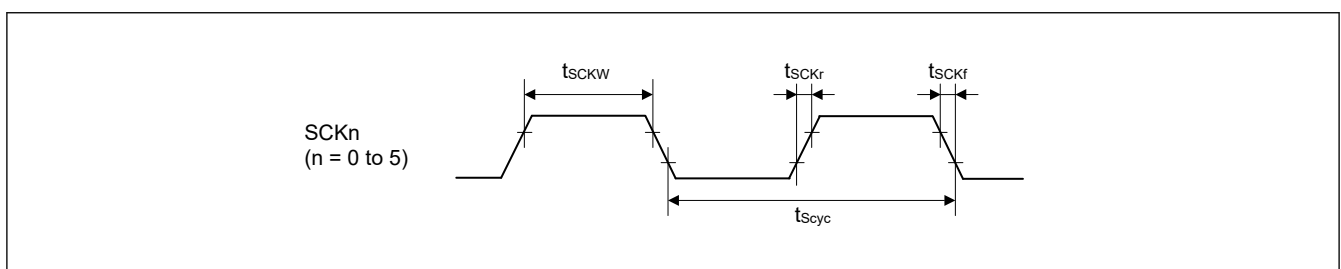 tSCKW
tSCKr
tSCKf
SCKn
(n = 0 to 5)
tScyc